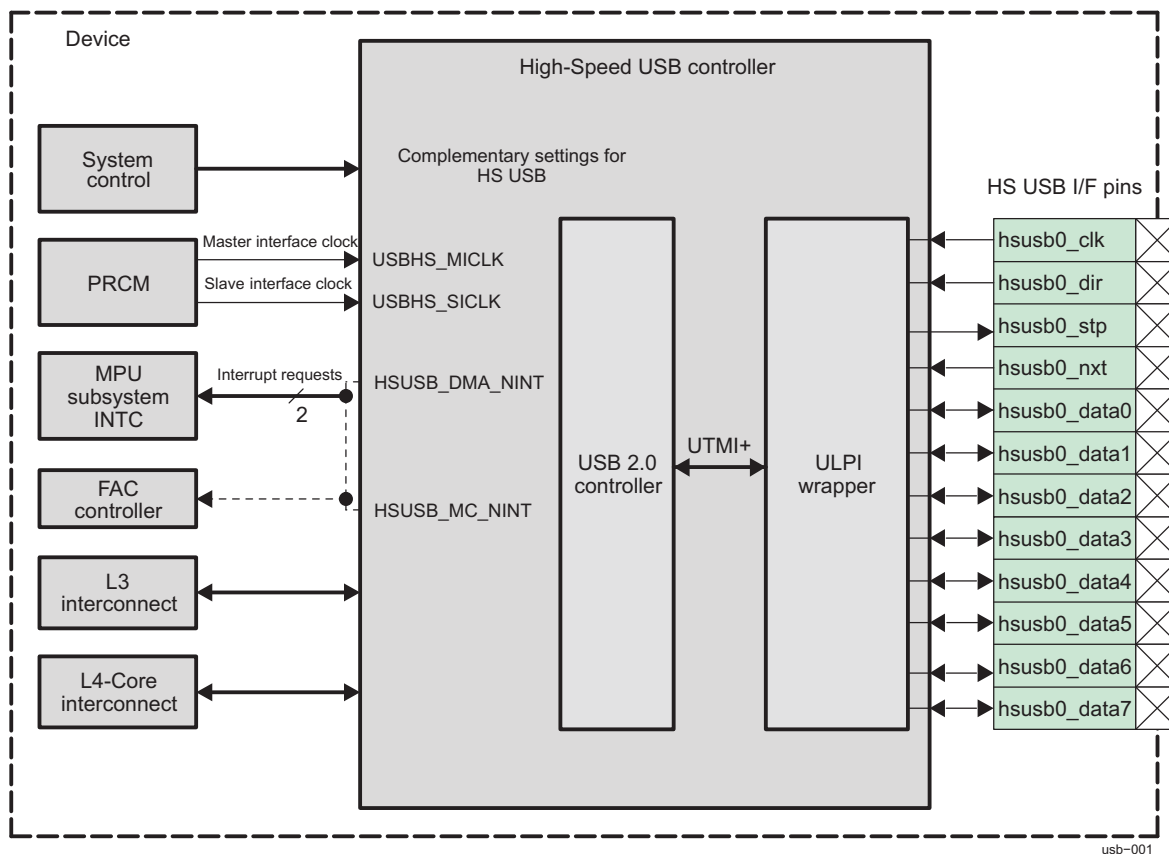 Device
High-Speed USB controller
System
control
Complementary settings for
HS USB
HS USB I/F pins
PRCM
Master interface clock
USBHS_MICLK
Slave interface clock
USBHS_SICLK
MPU
subsystem
INTC
Interrupt requests
2
HSUSB_DMA_NINT
FAC
controller
HSUSB_MC_NINT
L3
interconnect
L4-Core
interconnect
USB 2.0
controller
UTMI+
ULPI
wrapper
hsusb0_clk
hsusb0_dir
hsusb0_stp
hsusb0_nxt
hsusb0_data0
hsusb0_data1
hsusb0_data2
hsusb0_data3
hsusb0_data4
hsusb0_data5
hsusb0_data6
hsusb0_data7
usb−001